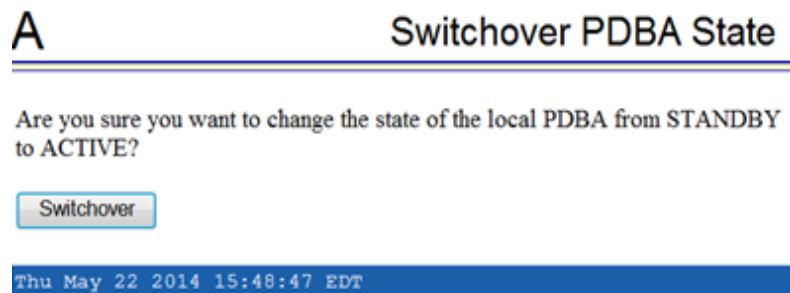 A Switchover PDBA State
Are you sure you want to change the state of the local PDBA from STANDBY
to ACTIVE?
Switchover
Thu May 22 2014 15:48:47 EDT